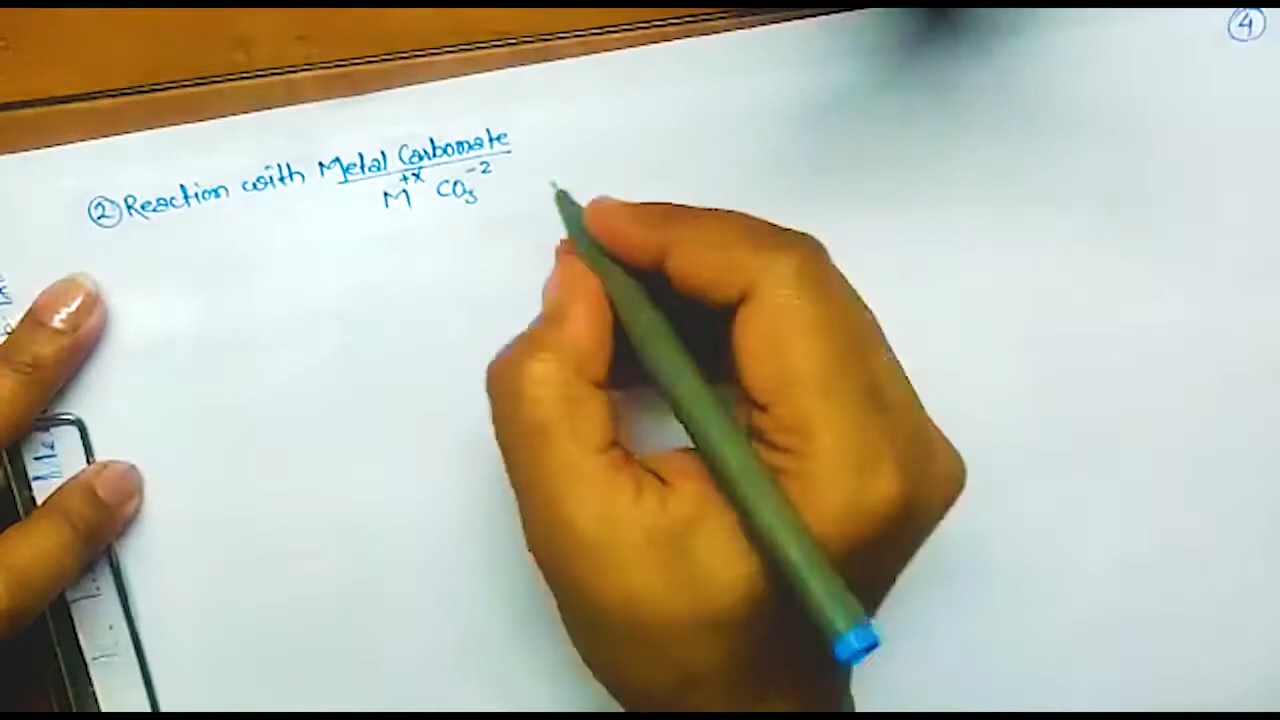 ④
② Reaction with Metal Carbonate
M⁺ˣ CO₃⁻²